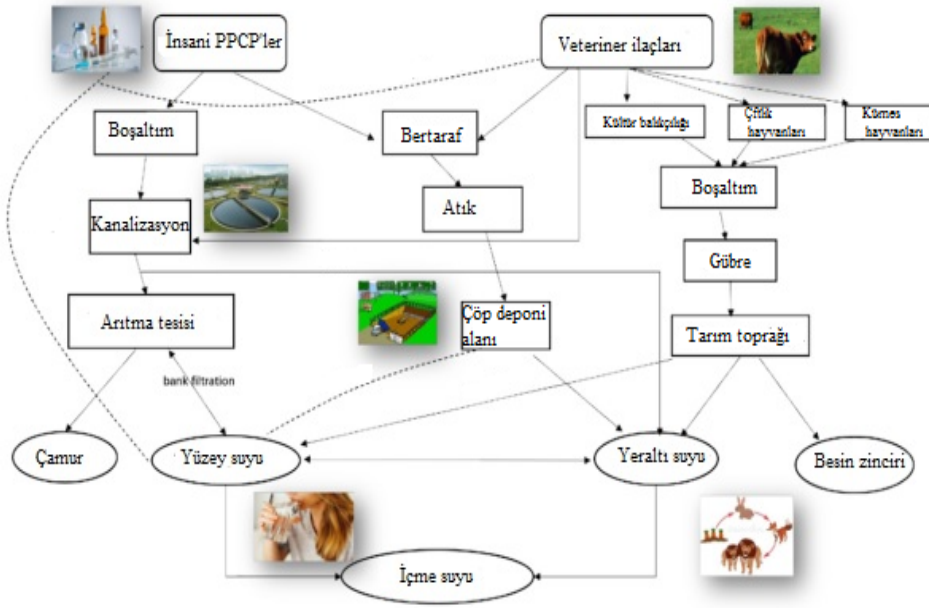 İnsani PPCP'ler
Veteriner ilaçları
Boşaltım
Bertaraf
Kültür balıkçılığı
Çiftlik
hayvanları
Kümes
hayvanları
Kanalizasyon
Atık
Boşaltım
Gübre
Arıtma tesisi
Çöp deponi
alanı
Tarım toprağı
bank filtration
Çamur
Yüzey suyu
Yeraltı suyu
Besin zinciri
İçme suyu